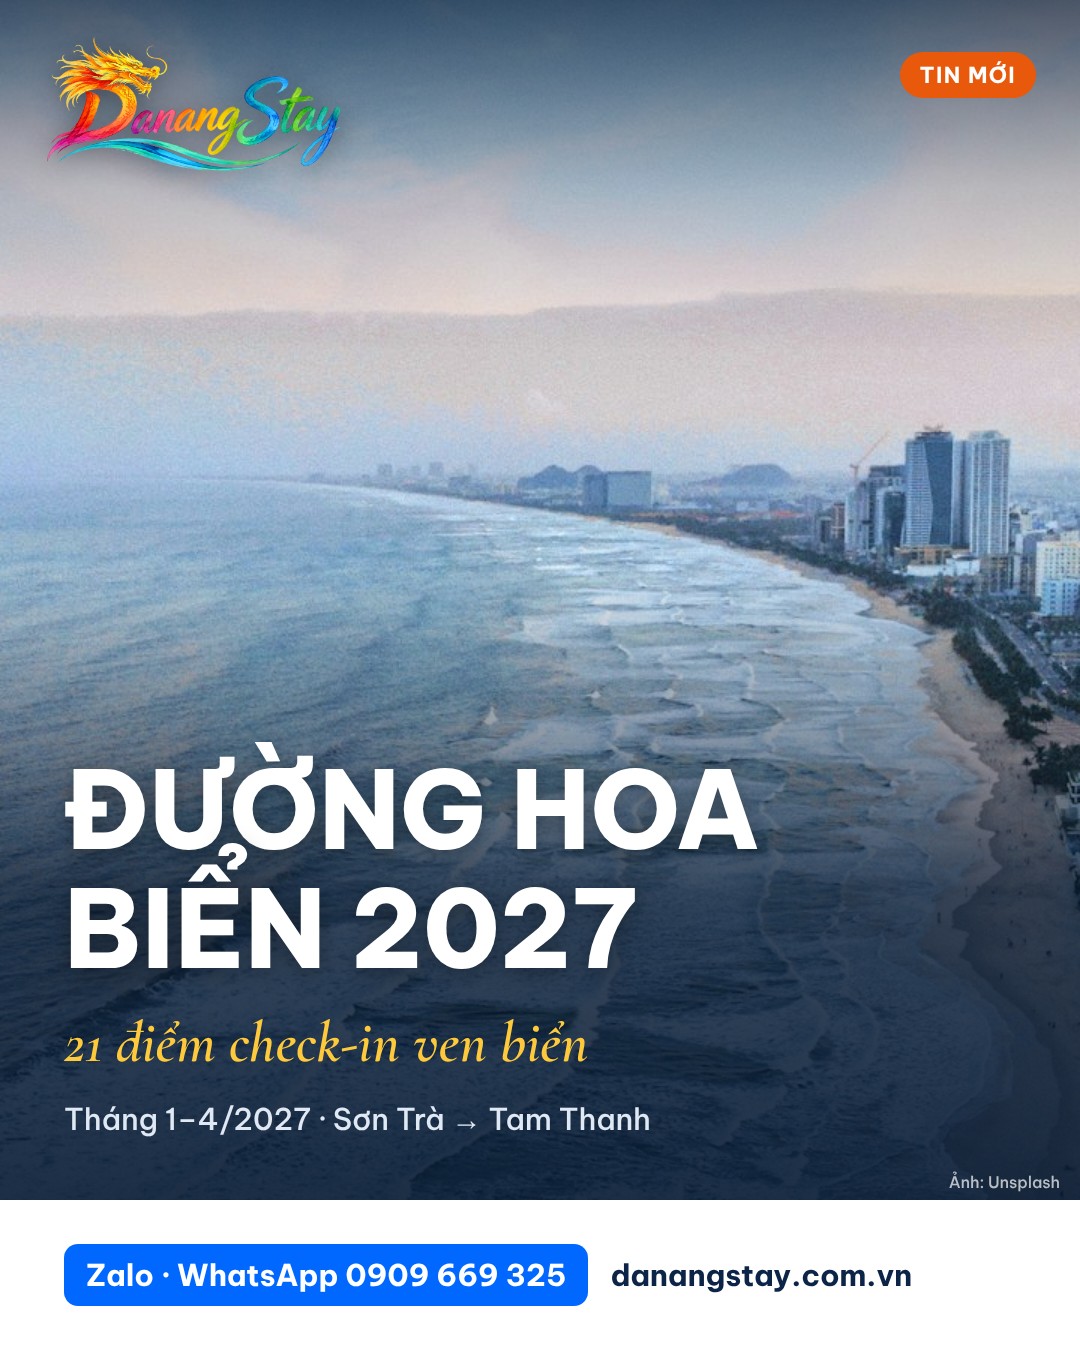 DanangStay
TIN MỚI
ĐƯỜNG HOA
BIỂN 2027
21 điểm check-in ven biển
Tháng 1–4/2027 · Sơn Trà → Tam Thanh
Ảnh: Unsplash
Zalo · WhatsApp 0909 669 325
danangstay.com.vn